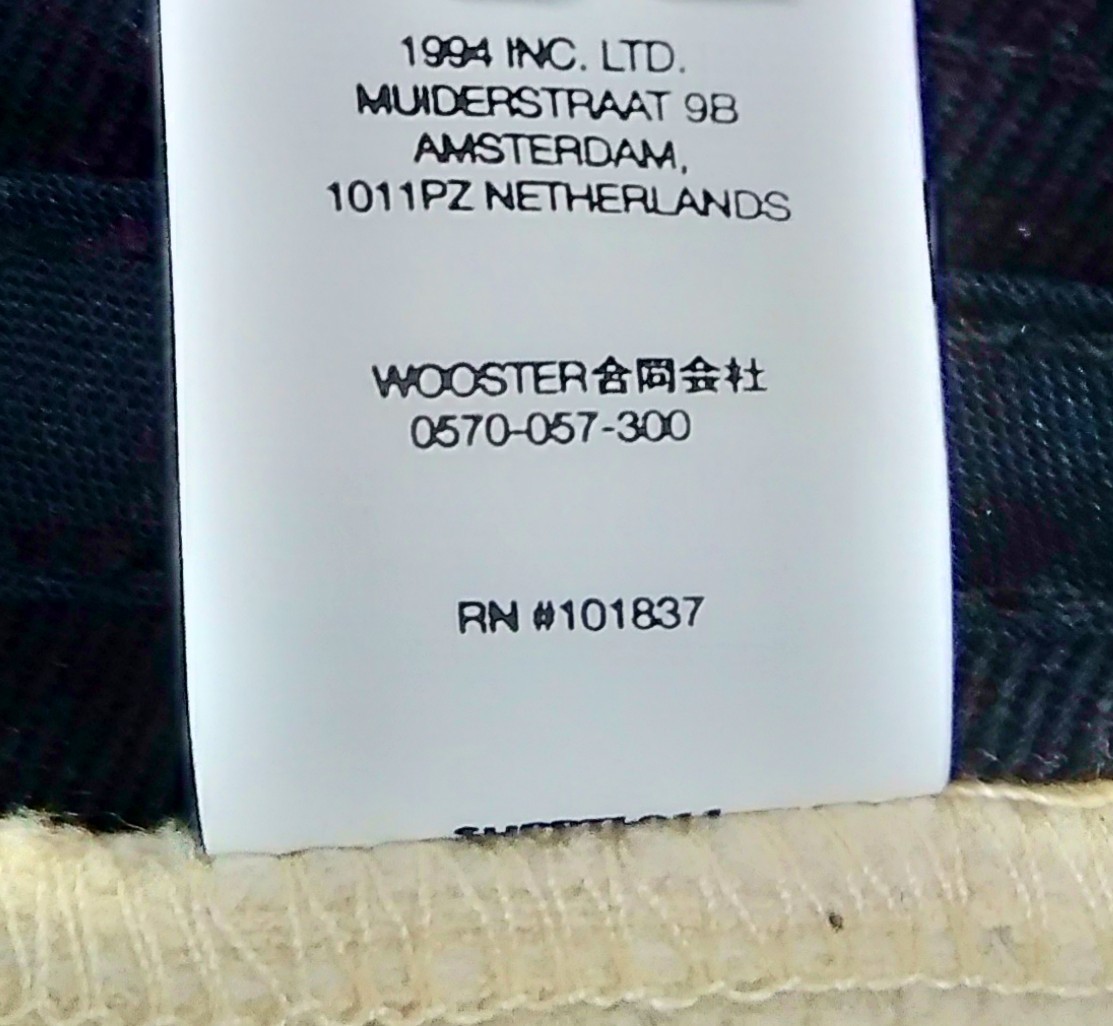 1994 INC. LTD.
MUIDERSTRAAT 9B
AMSTERDAM,
1011PZ NETHERLANDS
WOOSTER合同会社
0570-057-300
RN #101837